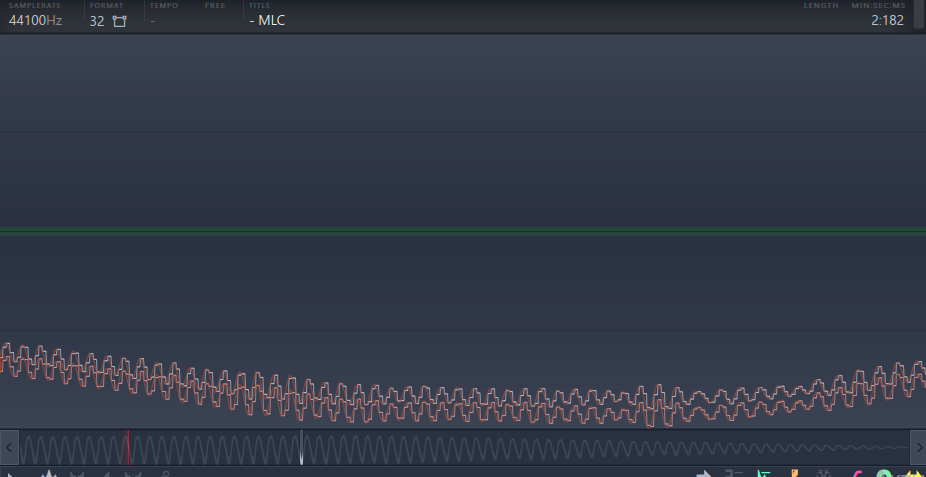 SAMPLERATE FORMAT TEMPO FREE TITLE LENGTH MIN:SEC:MS
44100Hz 32 - - MLC 2:182